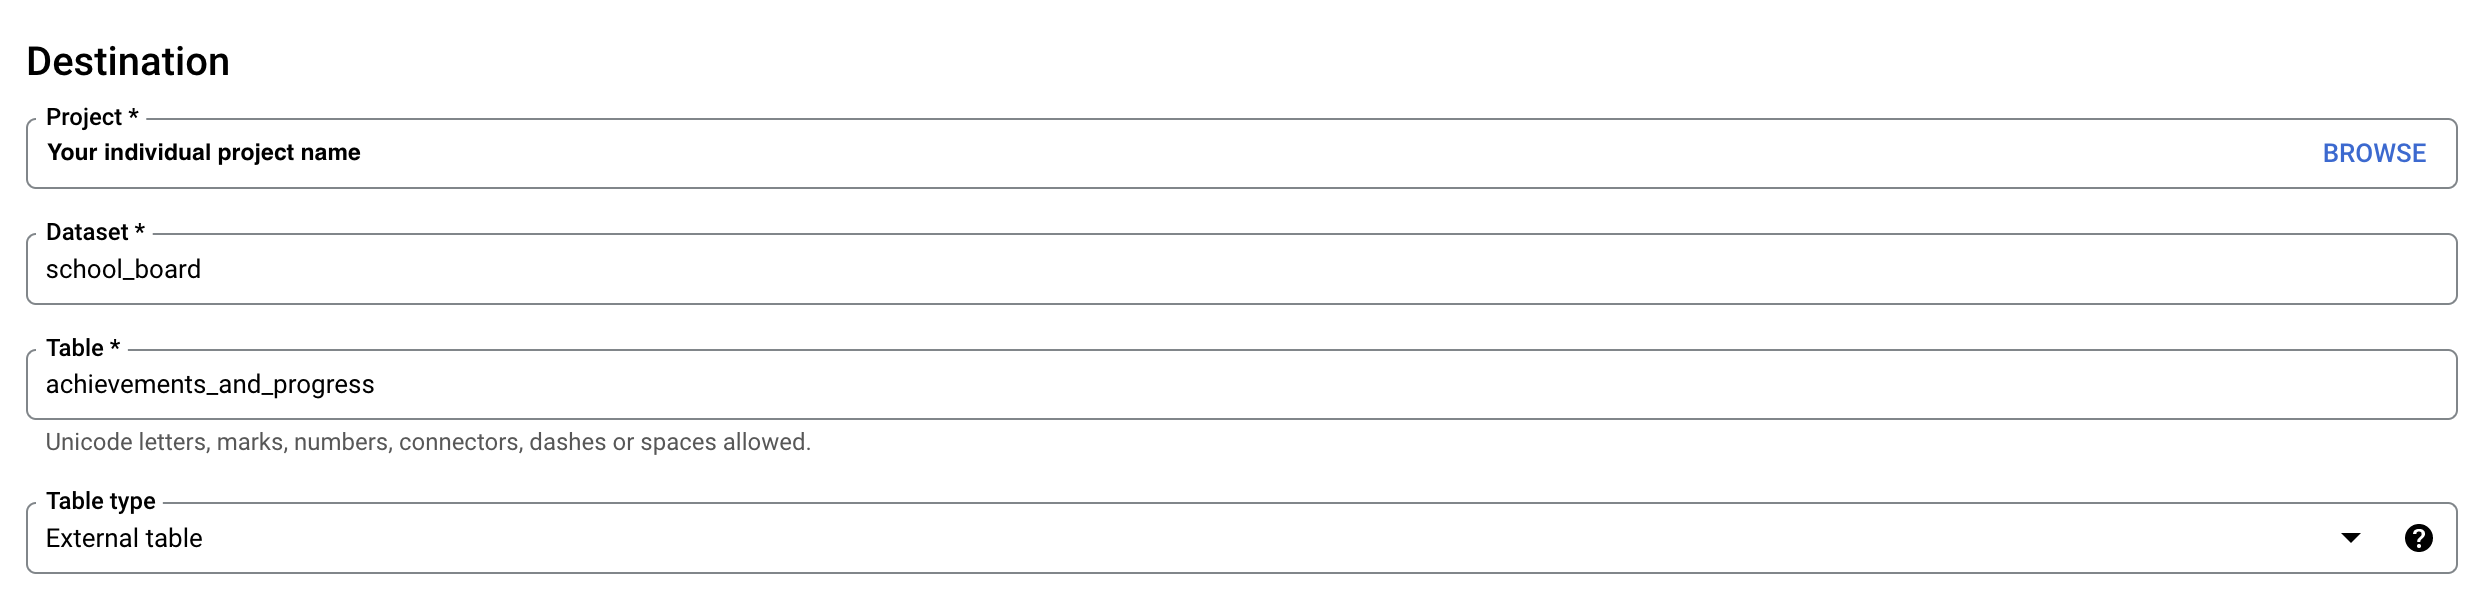 Destination
Project *
Your individual project name
BROWSE
Dataset *
school_board
Table *
achievements_and_progress
Unicode letters, marks, numbers, connectors, dashes or spaces allowed.
Table type
External table
?